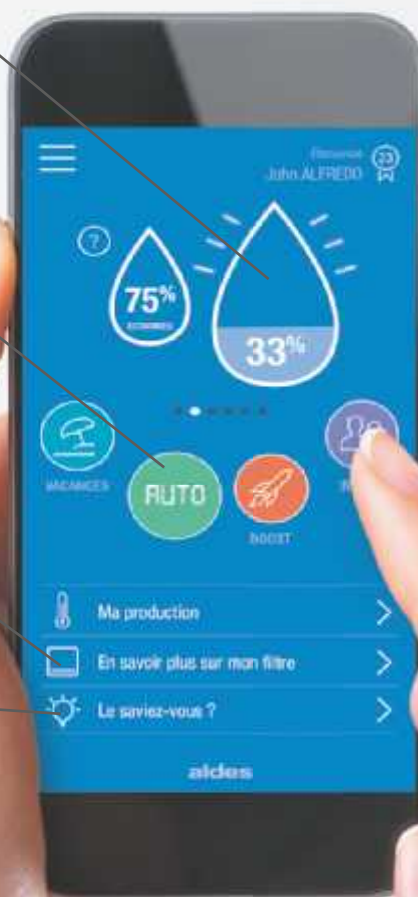 Bienvenue
23
John ALFREDO
?
75%
ECONOMIES
33%
VACANCES
AUTO
BOOST
Ma production
En savoir plus sur mon filtre
Le saviez-vous ?
aldes